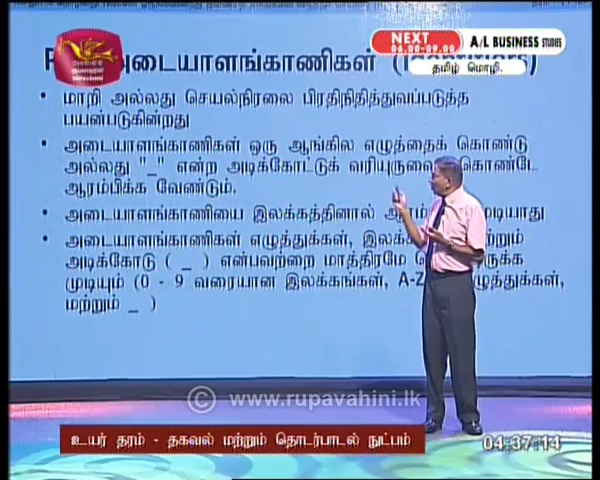 NEXT
04.00-09.00
A/L BUSINESS STUDIES
தமிழ் மொழி.
அடையாளங்காணிகள் (Identifiers)
• மாறி அல்லது செயல்நிரலை பிரதிநிதித்துவப்படுத்த
பயன்படுகின்றது
• அடையாளங்காணிகள் ஒரு ஆங்கில எழுத்தைக் கொண்டு
அல்லது "_" என்ற அடிக்கோட்டுக் வரியுருவை கொண்டே
ஆரம்பிக்க வேண்டும்.
• அடையாளங்காணியை இலக்கத்தினால்
• அடையாளங்காணிகள் எழுத்துக்கள்,
அடிக்கோடு ( _ ) என்பவற்றை மாத்திரமே
முடியும் (0 - 9 வரையான இலக்கங்கள், A-Z
மற்றும் _ )
© www.rupavahini.lk
உயர் தரம் - தகவல் மற்றும் தொடர்பாடல் நுட்பம்
04:37:14